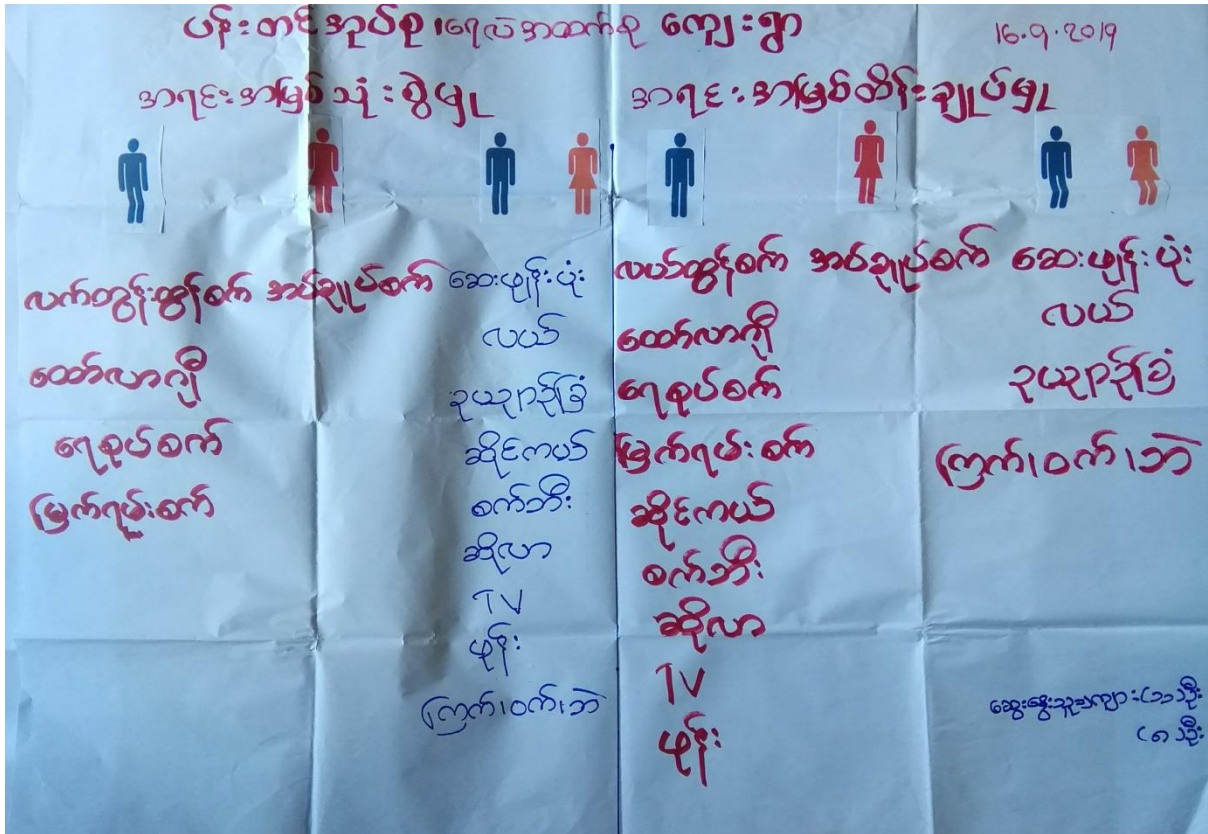 ပန်းတင်အုပ်စု၊ရေလဲအထက်စု ကျေးရွာ
16.9.2019
အရင်းအမြစ်သုံးစွဲမှု
အရင်းအမြစ်ထိန်းချုပ်မှု
လက်တွန်းထွန်စက် အပ်ချုပ်စက် ဆေးဖျန်းပုံး
လယ်
ထော်လာဂျီ
ဥယျာဉ်ခြံ
ရေစုပ်စက်
ဆိုင်ကယ်
မြက်ရမ်းစက်
စက်ဘီး
ဆိုလာ
TV
ဖုန်း
ကြက်၊ဝက်၊ဘဲ
လယ်ထွန်စက် အပ်ချုပ်စက် ဆေးဖျန်းပုံး
လယ်
ထော်လာဂျီ
ဥယျာဉ်ခြံ
ရေစုပ်စက်
မြက်ရမ်းစက်
ကြက်၊ဝက်၊ဘဲ
ဆိုင်ကယ်
စက်ဘီး
ဆိုလာ
TV
ဖုန်း